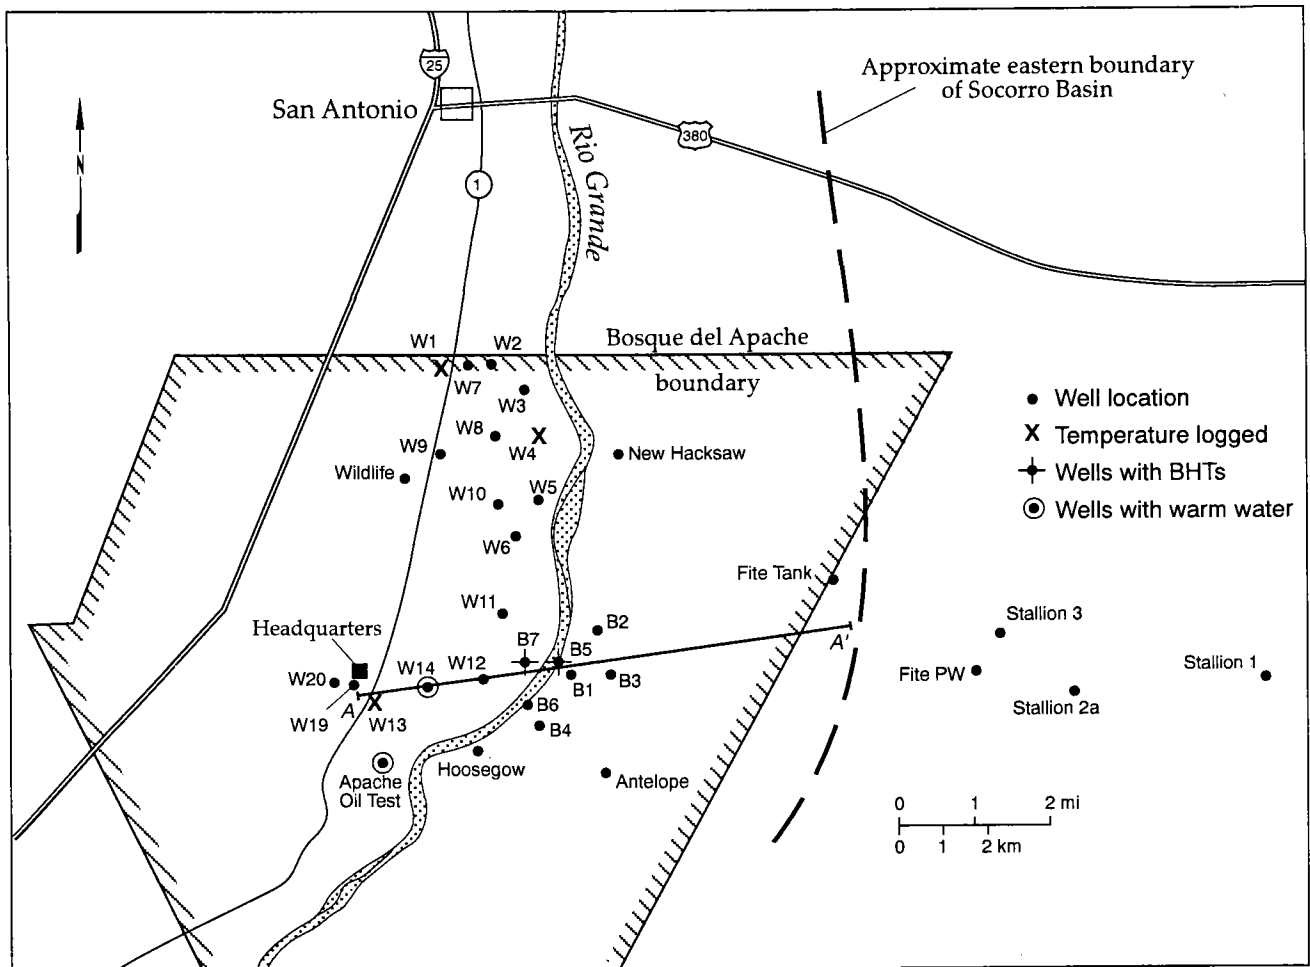 25
Approximate eastern boundary
of Socorro Basin
San Antonio
380
Rio Grande
N
1
Bosque del Apache
boundary
W1
W2
W7
W3
W8
W4
W9
New Hacksaw
Wildlife
W10
W5
W6
Well location
X Temperature logged
Wells with BHTs
Wells with warm water
Fite Tank
W11
B2
Headquarters
B7
B5
A'
Stallion 3
W20
W14
W12
B1
B3
Fite PW
Stallion 1
Stallion 2a
W19
A
W13
B6
B4
Apache
Oil Test
Hoosegow
Antelope
0 1 2 mi
0 1 2 km
X
X
X